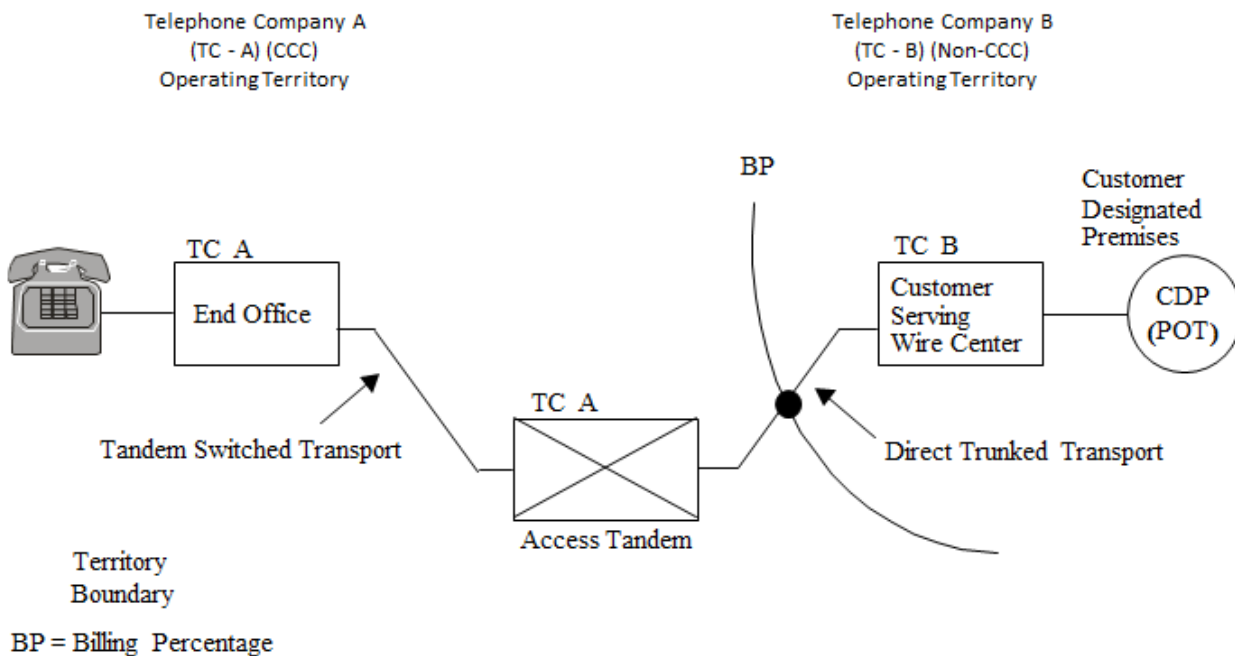 Telephone Company A
(TC - A) (CCC)
Operating Territory
Telephone Company B
(TC - B) (Non-CCC)
Operating Territory
BP
Customer
Designated
Premises
TC A
End Office
TC B
Customer
Serving
Wire Center
CDP
(POT)
TC A
Tandem Switched Transport
Direct Trunked Transport
Access Tandem
Territory
Boundary
BP = Billing Percentage